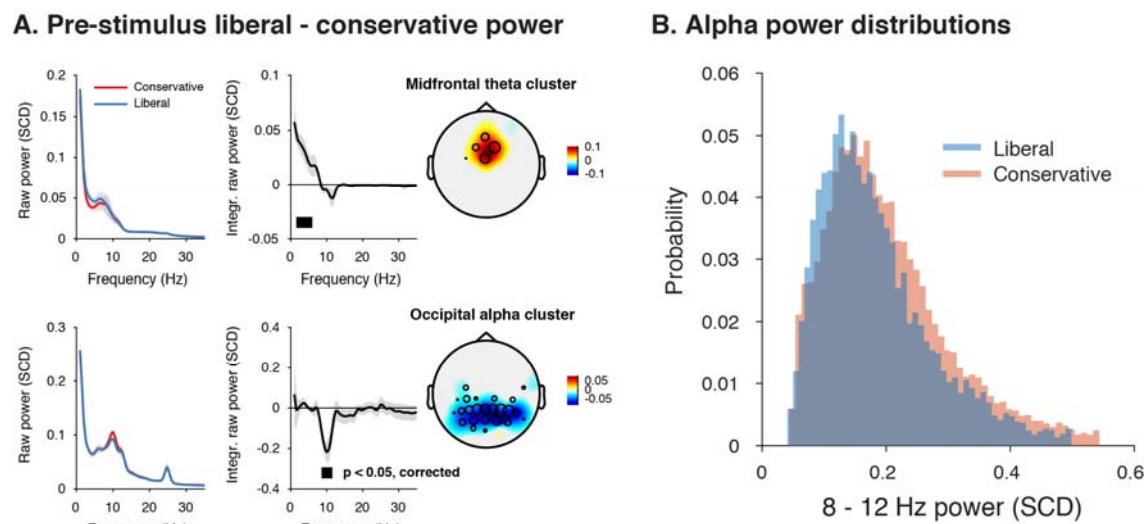 A. Pre-stimulus liberal - conservative power
B. Alpha power distributions
0.2
0.15
0.1
0.05
0
Raw power (SCD)
Conservative
Liberal
0 10 20 30
Frequency (Hz)
0.1
0.05
0
-0.05
Integr. raw power (SCD)
0 10 20 30
Frequency (Hz)
Midfrontal theta cluster
0.1
-0.1
0.3
0.2
0.1
0
Raw power (SCD)
0 10 20 30
0.4
0.2
0
-0.2
-0.4
Integr. raw power (SCD)
p < 0.05, corrected
0 10 20 30
Occipital alpha cluster
0.05
-0.05
0.06
0.05
0.04
0.03
0.02
0.01
0
Probability
Liberal
Conservative
0 0.2 0.4 0.6
8 - 12 Hz power (SCD)